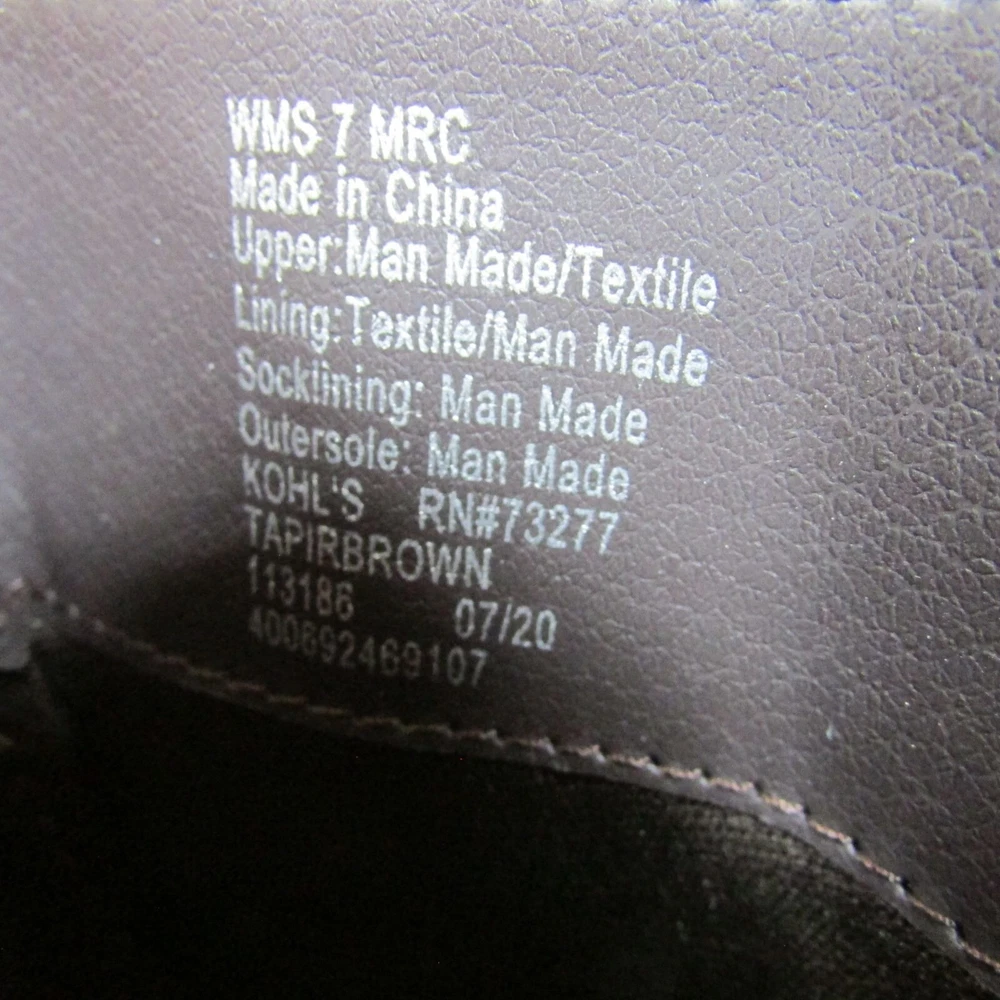 WMS 7 MRC
Made in China
Upper:Man Made/Textile
Lining:Textile/Man Made
Socklining: Man Made
Outersole: Man Made
KOHL'S RN#73277
TAPIRBROWN
113186 07/20
400692469107